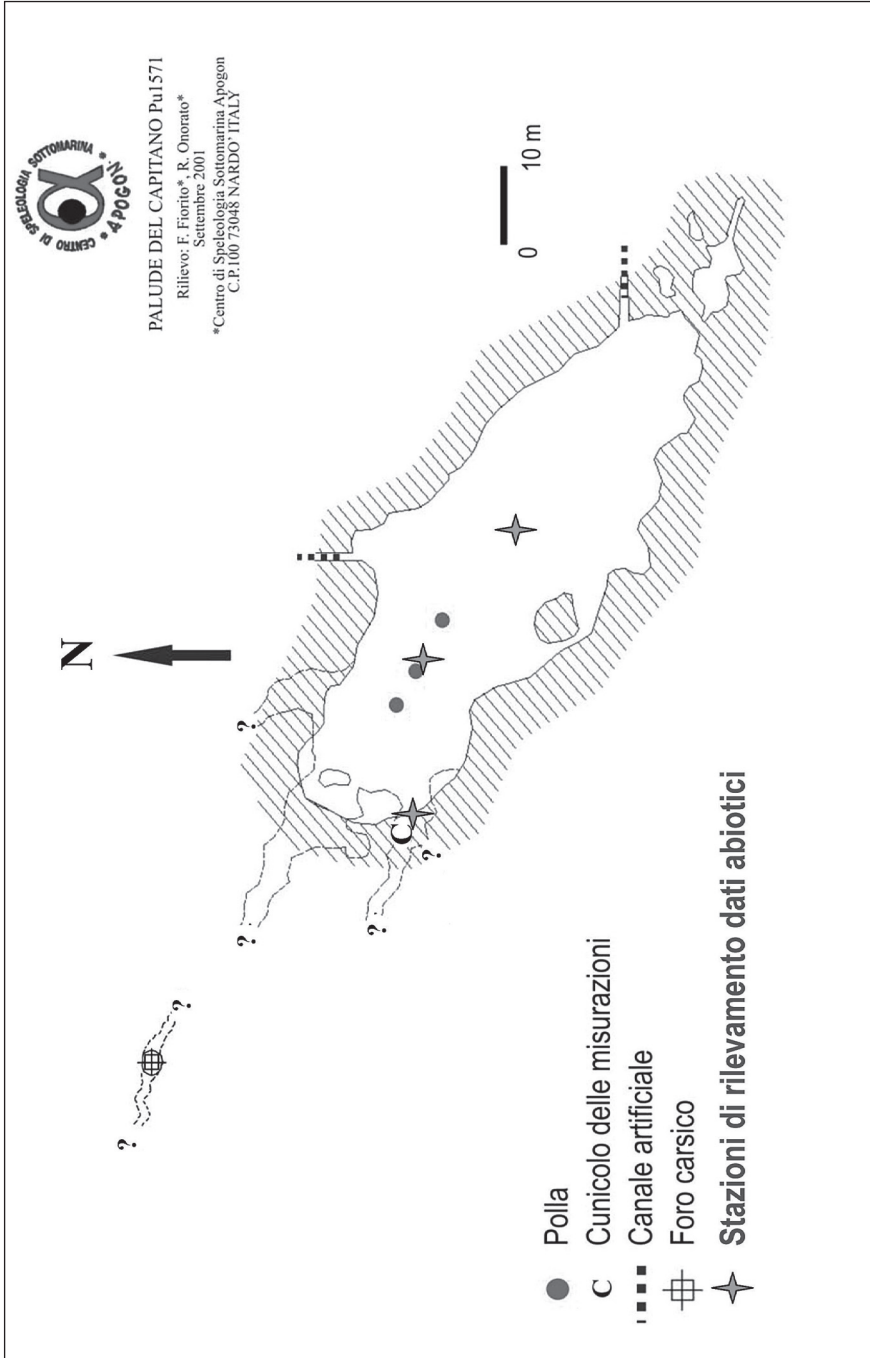 CENTRO DI SPELEOLOGIA SOTTOMARINA
* APOGON *
PALUDE DEL CAPITANO Pu1571
Rilievo: F. Fiorito*, R. Onorato*
Settembre 2001
*Centro di Speleologia Sottomarina Apogon
C.P.100 73048 NARDO' ITALY
N
?
?
?
?
?
?
C
0 10 m
Polla
C Cunicolo delle misurazioni
Canale artificiale
Foro carsico
Stazioni di rilevamento dati abiotici